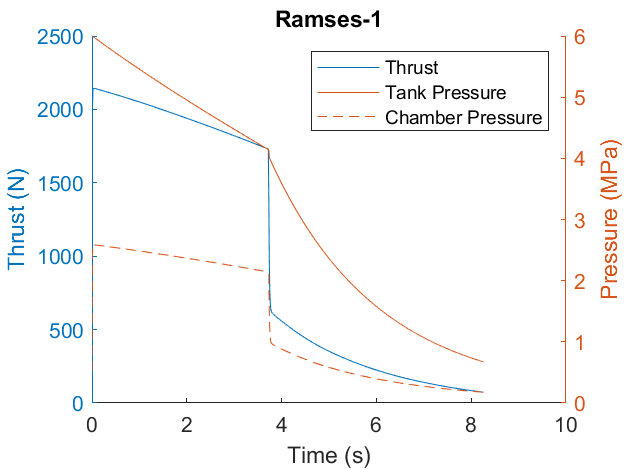 Ramses-1
Thrust
Tank Pressure
Chamber Pressure
Thrust (N)
2500
2000
1500
1000
500
0
6
5
4
3
2
1
0
Pressure (MPa)
0 2 4 6 8 10
Time (s)